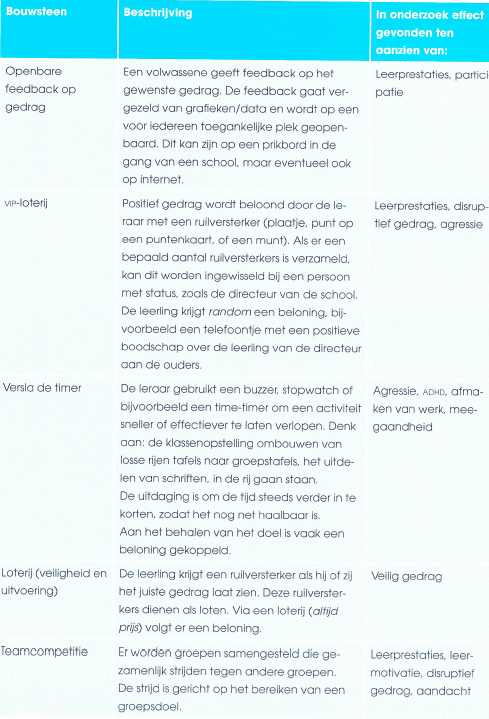 Bouwsteen
Beschrijving
In onderzoek effect
gevonden ten
aanzien van:
Openbare
feedback op
gedrag
Een volwassene geeft feedback op het
gewenste gedrag. De feedback gaat ver-
gezeld van grafieken/data en wordt op een
voor iedereen toegankelijke plek geopen-
baard. Dit kan zijn op een prikbord in de
gang van een school, maar eventueel ook
op internet.
Leerprestaties, partici
patie
VIP-loterij
Positief gedrag wordt beloond door de le-
raar met een ruilversterker (plaatje, punt op
een puntenkaart, of een munt). Als er een
bepaald aantal ruilversterkers is verzameld,
kan dit worden ingewisseld bij een persoon
met status, zoals de directeur van de school.
De leerling krijgt random een beloning, bij-
voorbeeld een telefoontje met een positieve
boodschap over de leerling van de directeur
aan de ouders.
Leerprestaties, disrup-
tief gedrag, agressie
Versla de timer
De leraar gebruikt een buzzer, stopwatch of
bijvoorbeeld een time-timer om een activiteit
sneller of effectiever te laten verlopen. Denk
aan: de klassenopstelling ombouwen van
losse rijen tafels naar groepstafels, het uitde-
len van schriften, in de rij gaan staan.
De uitdaging is om de tijd steeds verder in te
korten, zodat het nog net haalbaar is.
Aan het behalen van het doel is vaak een
beloning gekoppeld.
Agressie, ADHD, afma-
ken van werk, mee-
gaandheid
Loterij (veiligheid en
uitvoering)
De leerling krijgt een ruilversterker als hij of zij
het juiste gedrag laat zien. Deze ruilverster-
kers dienen als loten. Via een loterij (altijd
prijs) volgt er een beloning.
Veilig gedrag
Teamcompetitie
Er worden groepen samengesteld die ge-
zamenlijk strijden tegen andere groepen.
De strijd is gericht op het bereiken van een
groepsdoel.
Leerprestaties, leer-
motivatie, disruptief
gedrag, aandacht